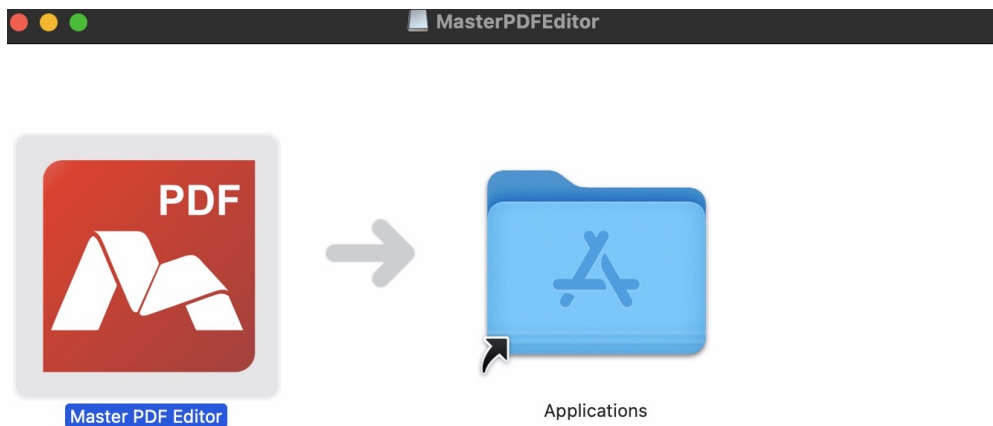 MasterPDFEditor
PDF
Master PDF Editor
Applications